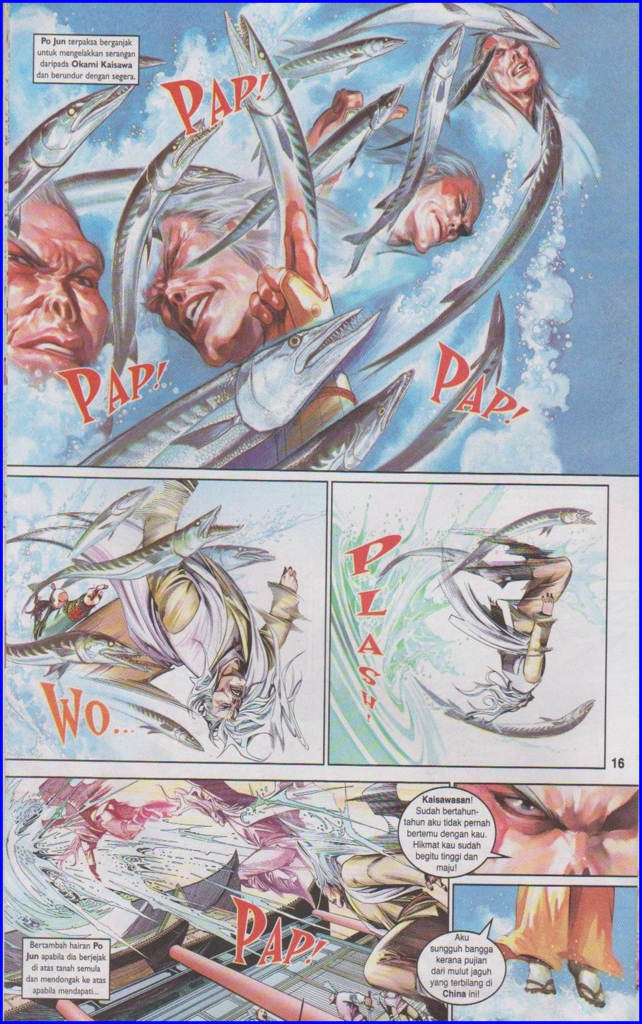 Po Jun terpaksa berganjak
untuk mengelakkan serangan
daripada Okami Kaisawa
dan berundur dengan segera.
PAP!
PAP!
PAP!
PAP!
WO...
PLASH!
16
Kaisawasan!
Sudah bertahun-
tahun aku tidak pernah
bertemu dengan kau.
Hikmat kau sudah
begitu tinggi dan
maju!
PAP!
Bertambah hairan Po
Jun apabila dia berjejak
di atas tanah semula
dan mendongak ke atas
apabila mendapati...
Aku
sungguh bangga
kerana pujian
dari mulut jaguh
yang terbilang di
China ini!